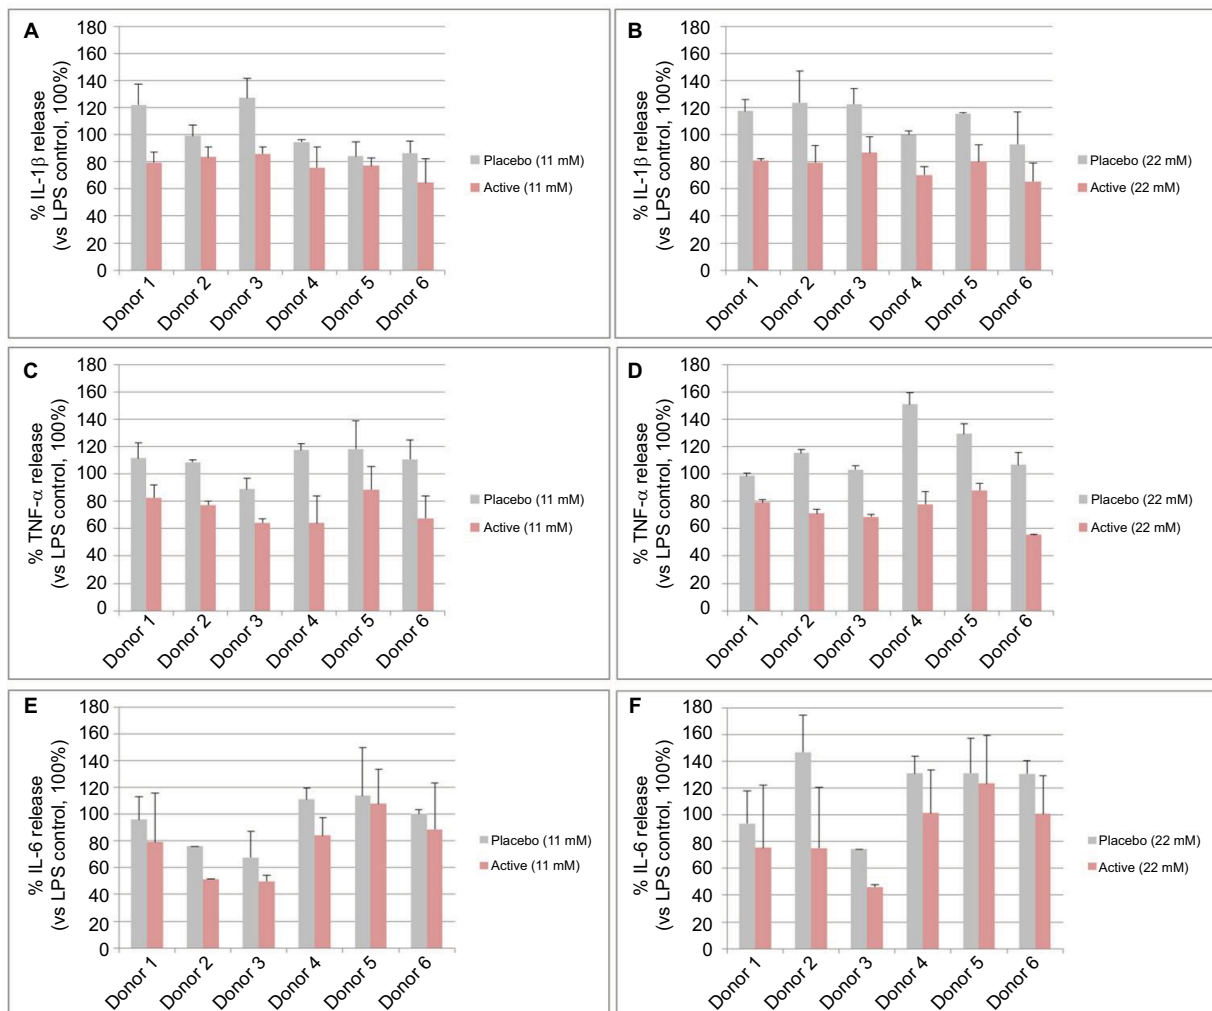 A
% IL-1β release
(vs LPS control, 100%)
180
160
140
120
100
80
60
40
20
0
Donor 1
Donor 2
Donor 3
Donor 4
Donor 5
Donor 6
Placebo (11 mM)
Active (11 mM)
B
% IL-1β release
(vs LPS control, 100%)
180
160
140
120
100
80
60
40
20
0
Donor 1
Donor 2
Donor 3
Donor 4
Donor 5
Donor 6
Placebo (22 mM)
Active (22 mM)
C
% TNF-α release
(vs LPS control, 100%)
180
160
140
120
100
80
60
40
20
0
Donor 1
Donor 2
Donor 3
Donor 4
Donor 5
Donor 6
Placebo (11 mM)
Active (11 mM)
D
% TNF-α release
(vs LPS control, 100%)
180
160
140
120
100
80
60
40
20
0
Donor 1
Donor 2
Donor 3
Donor 4
Donor 5
Donor 6
Placebo (22 mM)
Active (22 mM)
E
% IL-6 release
(vs LPS control, 100%)
180
160
140
120
100
80
60
40
20
0
Donor 1
Donor 2
Donor 3
Donor 4
Donor 5
Donor 6
Placebo (11 mM)
Active (11 mM)
F
% IL-6 release
(vs LPS control, 100%)
180
160
140
120
100
80
60
40
20
0
Donor 1
Donor 2
Donor 3
Donor 4
Donor 5
Donor 6
Placebo (22 mM)
Active (22 mM)